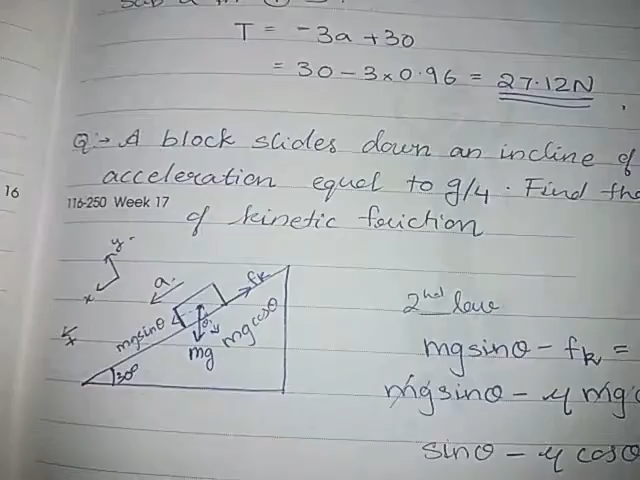 T = -3a + 30
= 30 - 3 x 0.96 = 27.12N
Q:→ A block slides down an incline of
acceleration equal to g/4. Find the
16
116-250 Week 17
of kinetic friction
y
x
a
fk
mg sinθ
θ
mg cosθ
mg
30°
2nd law
mg sinθ - fk =
mg sinθ - μ mg
sinθ - μ cosθ